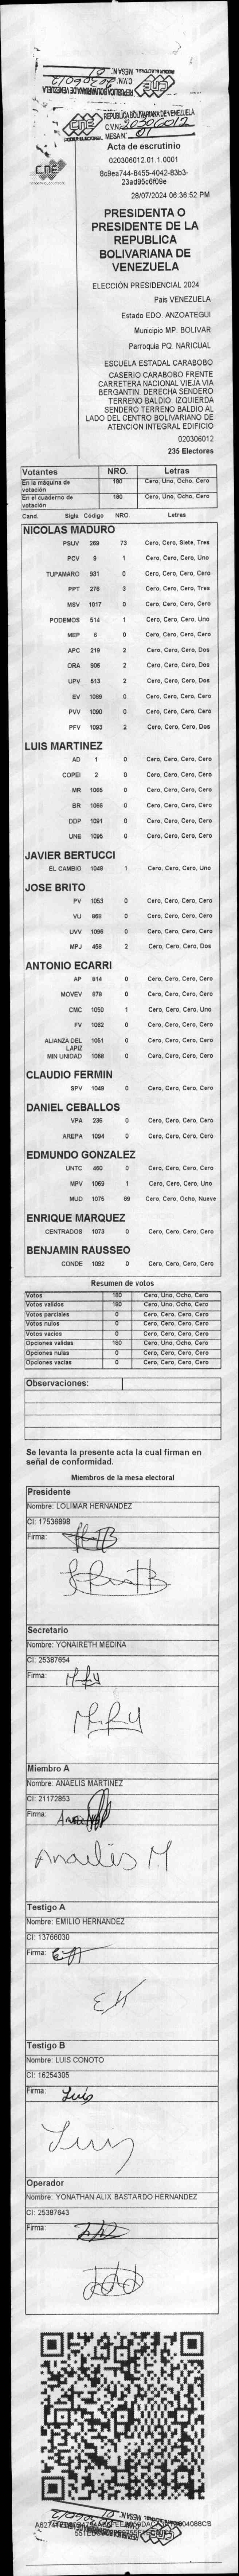 REPUBLICA BOLIVARIANA DE VENEZUELA
C.V.N. 020306012
MESA N. 01
PODER ELECTORAL
CNE
REPUBLICA BOLIVARIANA DE VENEZUELA
C.V.N. 020306012
PODER ELECTORAL MESA N. 01
CNE
Acta de escrutinio
020306012.01.1.0001
8c9ea744-8455-4042-83b3-
23ad95c6f09e
28/07/2024 06:36:52 PM
PRESIDENTA O
PRESIDENTE DE LA
REPUBLICA
BOLIVARIANA DE
VENEZUELA
ELECCIÓN PRESIDENCIAL 2024
País VENEZUELA
Estado EDO. ANZOATEGUI
Municipio MP. BOLIVAR
Parroquia PQ. NARICUAL
ESCUELA ESTADAL CARABOBO
CASERIO CARABOBO FRENTE
CARRETERA NACIONAL VIEJA VIA
BERGANTIN. DERECHA SENDERO
TERRENO BALDIO. IZQUIERDA
SENDERO TERRENO BALDIO AL
LADO DEL CENTRO BOLIVARIANO DE
ATENCION INTEGRAL EDIFICIO
020306012
235 Electores
Votantes NRO. Letras
En la máquina de votación 180 Cero, Uno, Ocho, Cero
En el cuaderno de votación 180 Cero, Uno, Ocho, Cero
Cand. Sigla Código NRO. Letras
NICOLAS MADURO
PSUV 269 73 Cero, Cero, Siete, Tres
PCV 9 1 Cero, Cero, Cero, Uno
TUPAMARO 931 0 Cero, Cero, Cero, Cero
PPT 276 3 Cero, Cero, Cero, Tres
MSV 1017 0 Cero, Cero, Cero, Cero
PODEMOS 514 1 Cero, Cero, Cero, Uno
MEP 6 0 Cero, Cero, Cero, Cero
APC 219 2 Cero, Cero, Cero, Dos
ORA 906 2 Cero, Cero, Cero, Dos
UPV 613 2 Cero, Cero, Cero, Dos
EV 1089 0 Cero, Cero, Cero, Cero
PVV 1090 0 Cero, Cero, Cero, Cero
PFV 1093 2 Cero, Cero, Cero, Dos
LUIS MARTINEZ
AD 1 0 Cero, Cero, Cero, Cero
COPEI 2 0 Cero, Cero, Cero, Cero
MR 1065 0 Cero, Cero, Cero, Cero
BR 1066 0 Cero, Cero, Cero, Cero
DDP 1091 0 Cero, Cero, Cero, Cero
UNE 1095 0 Cero, Cero, Cero, Cero
JAVIER BERTUCCI
EL CAMBIO 1048 1 Cero, Cero, Cero, Uno
JOSE BRITO
PV 1053 0 Cero, Cero, Cero, Cero
VU 869 0 Cero, Cero, Cero, Cero
UVV 1096 0 Cero, Cero, Cero, Cero
MPJ 458 2 Cero, Cero, Cero, Dos
ANTONIO ECARRI
AP 814 0 Cero, Cero, Cero, Cero
MOVEV 879 0 Cero, Cero, Cero, Cero
CMC 1050 1 Cero, Cero, Cero, Uno
FV 1082 0 Cero, Cero, Cero, Cero
ALIANZA DEL LAPIZ 1051 0 Cero, Cero, Cero, Cero
MIN UNIDAD 1068 0 Cero, Cero, Cero, Cero
CLAUDIO FERMIN
SPV 1049 0 Cero, Cero, Cero, Cero
DANIEL CEBALLOS
VPA 236 0 Cero, Cero, Cero, Cero
AREPA 1094 0 Cero, Cero, Cero, Cero
EDMUNDO GONZALEZ
UNTC 460 0 Cero, Cero, Cero, Cero
MPV 1069 1 Cero, Cero, Cero, Uno
MUD 1075 89 Cero, Cero, Ocho, Nueve
ENRIQUE MARQUEZ
CENTRADOS 1073 0 Cero, Cero, Cero, Cero
BENJAMIN RAUSSEO
CONDE 1092 0 Cero, Cero, Cero, Cero
Resumen de votos
Votos 180 Cero, Uno, Ocho, Cero
Votos válidos 180 Cero, Uno, Ocho, Cero
Votos parciales 0 Cero, Cero, Cero, Cero
Votos nulos 0 Cero, Cero, Cero, Cero
Votos vacíos 0 Cero, Cero, Cero, Cero
Opciones válidas 180 Cero, Uno, Ocho, Cero
Opciones nulas 0 Cero, Cero, Cero, Cero
Opciones vacías 0 Cero, Cero, Cero, Cero
Observaciones:
Se levanta la presente acta la cual firman en
señal de conformidad.
Miembros de la mesa electoral
Presidente
Nombre: LOLIMAR HERNANDEZ
CI: 17536898
Firma:
Secretario
Nombre: YONAIRETH MEDINA
CI: 25387654
Firma:
Miembro A
Nombre: ANAELIS MARTINEZ
CI: 21172853
Firma:
Anaelis M
Testigo A
Nombre: EMILIO HERNANDEZ
CI: 13766030
Firma: EH
EH
Testigo B
Nombre: LUIS CONOTO
CI: 16254305
Firma: Luis
Luis
Operador
Nombre: YONATHAN ALIX BASTARDO HERNANDEZ
CI: 25387643
Firma: